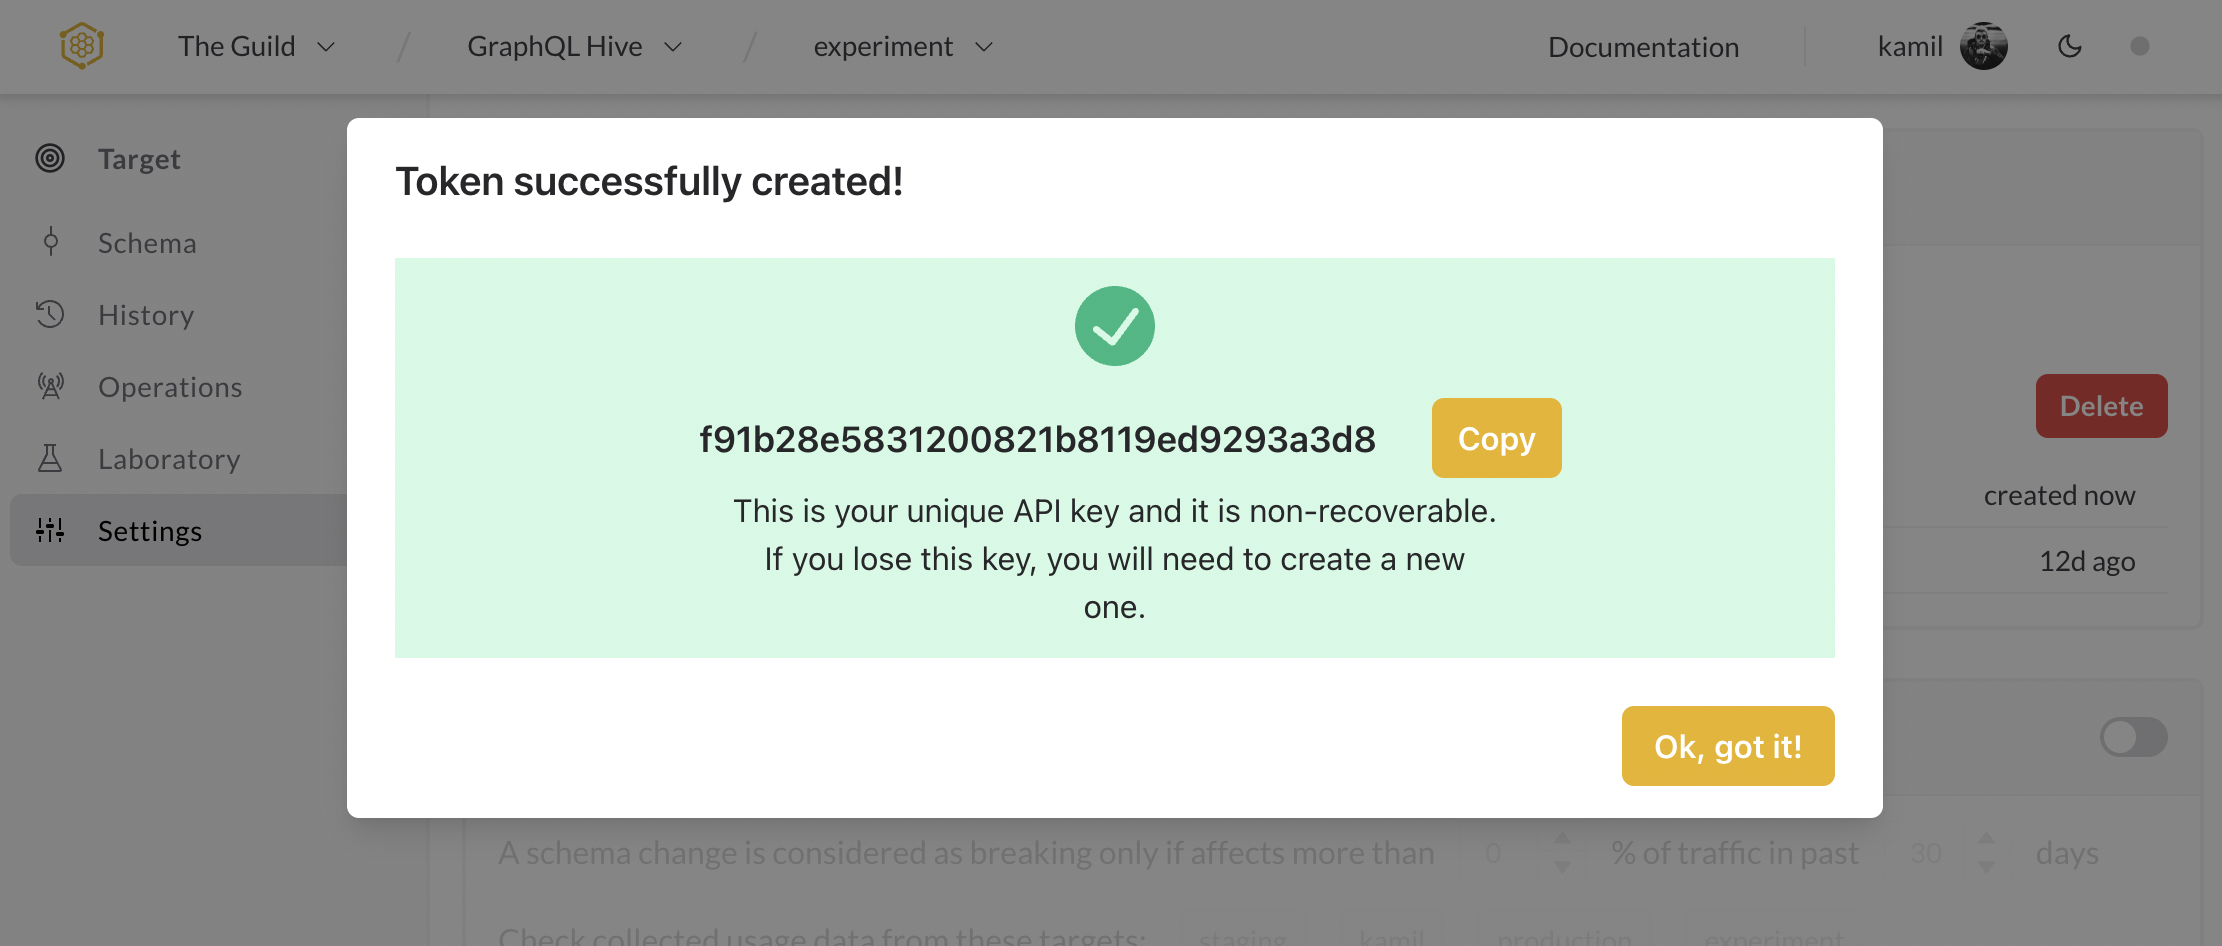 The Guild / GraphQL Hive / experiment Documentation kamil
Target
Schema
History
Operations
Laboratory
Settings
Token successfully created!
f91b28e5831200821b8119ed9293a3d8 Copy
This is your unique API key and it is non-recoverable.
If you lose this key, you will need to create a new
one.
Ok, got it!
Delete
created now
12d ago
A schema change is considered as breaking only if affects more than 0 % of traffic in past 30 days
Check collected usage data from these targets: staging kamil production experiment